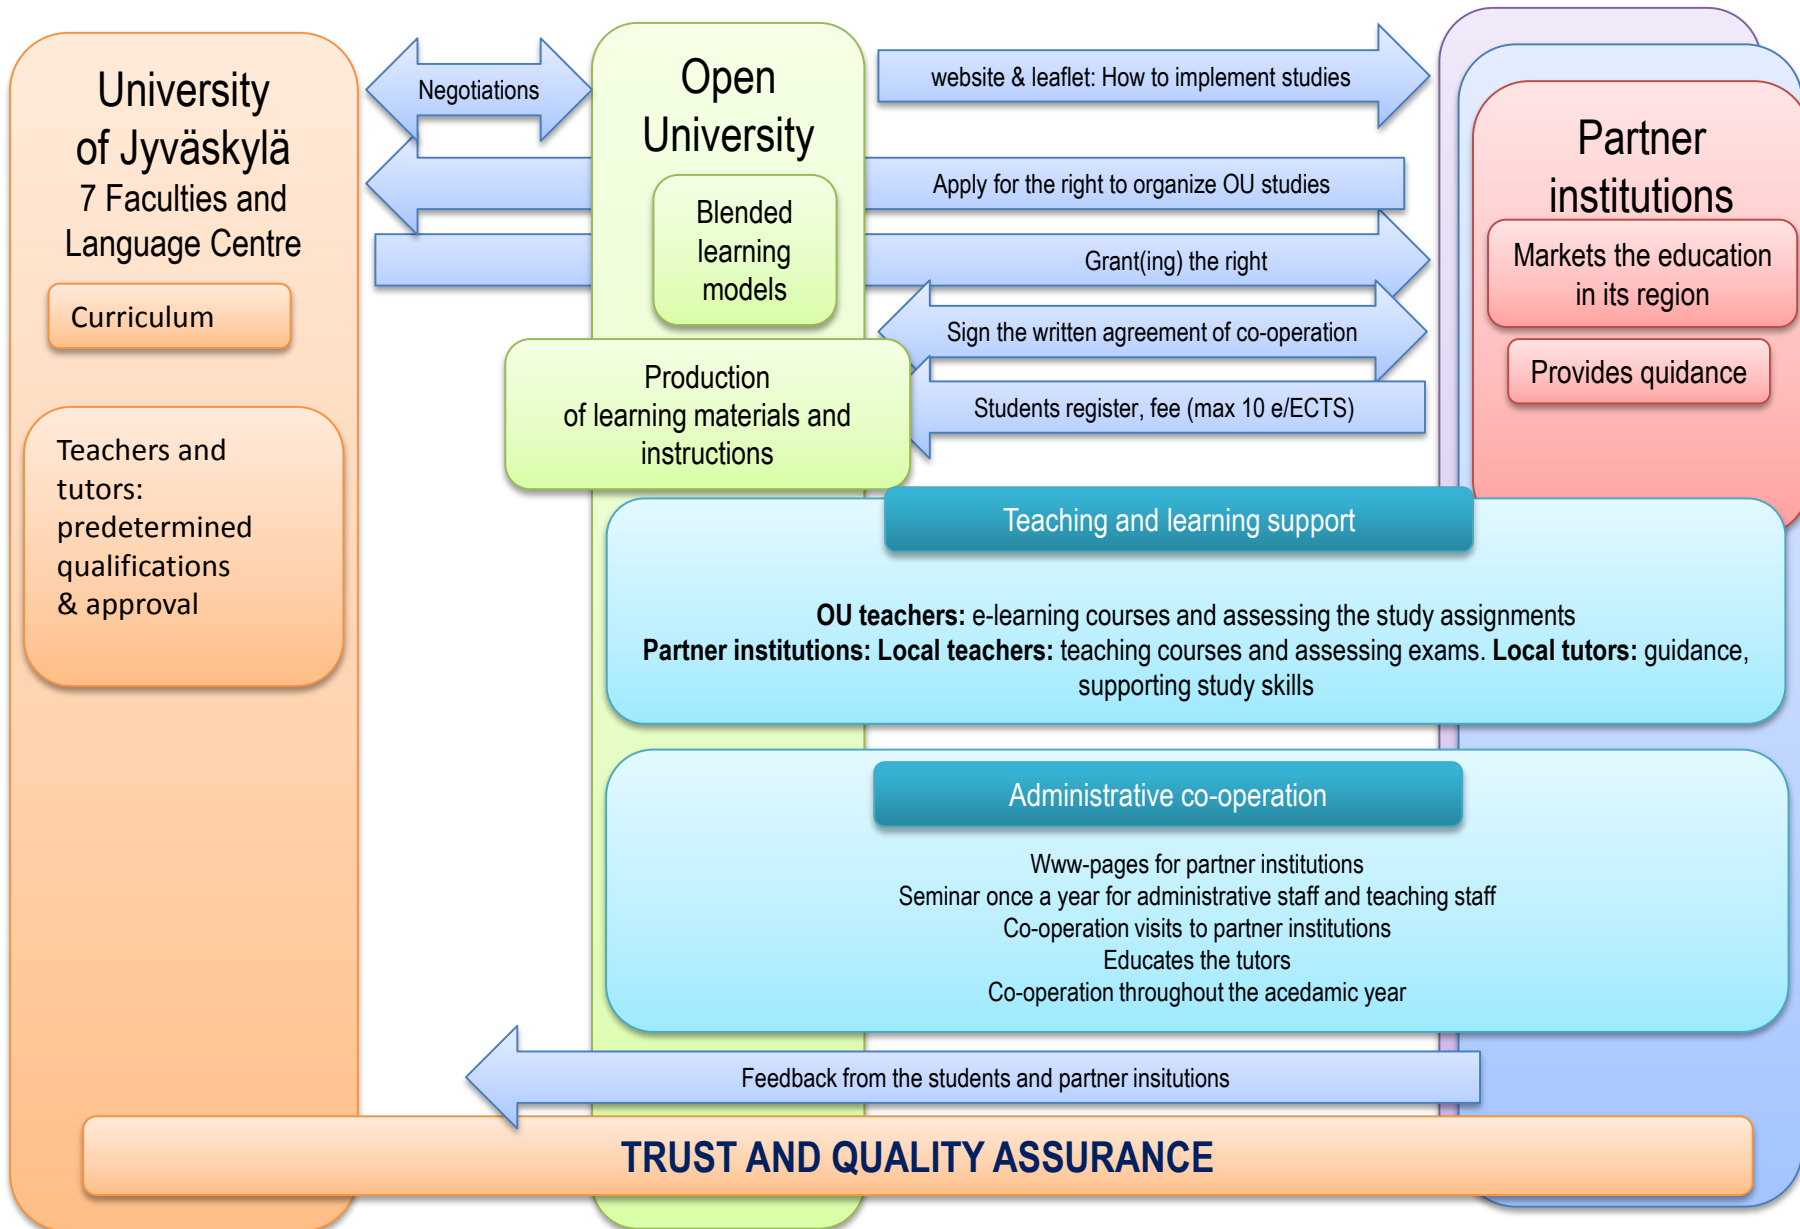 University
of Jyväskylä
7 Faculties and
Language Centre
Curriculum
Teachers and
tutors:
predetermined
qualifications
& approval
Negotiations
Open
University
Blended
learning
models
Production
of learning materials and
instructions
website & leaflet: How to implement studies
Apply for the right to organize OU studies
Grant(ing) the right
Sign the written agreement of co-operation
Students register, fee (max 10 e/ECTS)
Partner
institutions
Markets the education
in its region
Provides quidance
Teaching and learning support
OU teachers: e-learning courses and assessing the study assignments
Partner institutions: Local teachers: teaching courses and assessing exams. Local tutors: guidance,
supporting study skills
Administrative co-operation
Www-pages for partner institutions
Seminar once a year for administrative staff and teaching staff
Co-operation visits to partner institutions
Educates the tutors
Co-operation throughout the acedamic year
Feedback from the students and partner insitutions
TRUST AND QUALITY ASSURANCE